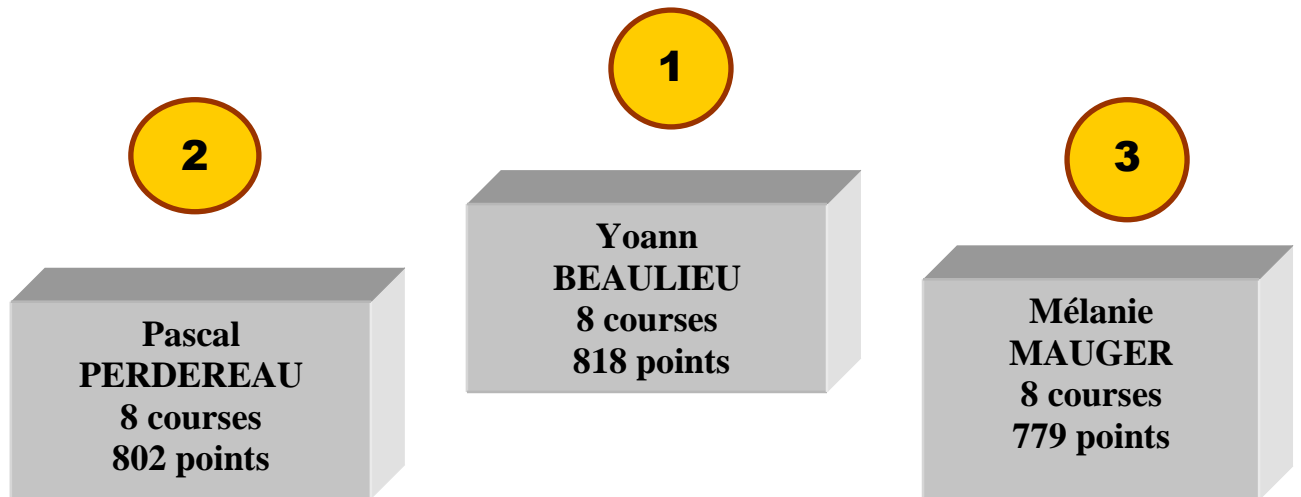 1
Yoann
BEAULIEU
8 courses
818 points
2
Pascal
PERDEREAU
8 courses
802 points
3
Mélanie
MAUGER
8 courses
779 points